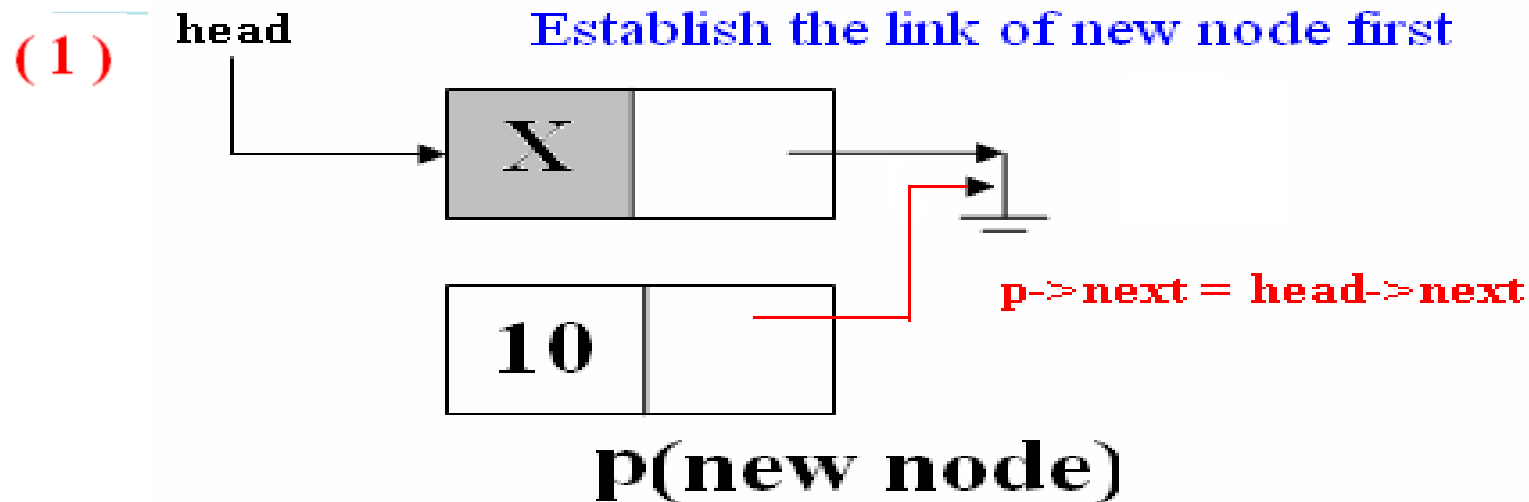 (1)
head
Establish the link of new node first
X
p->next = head->next
10
p(new node)